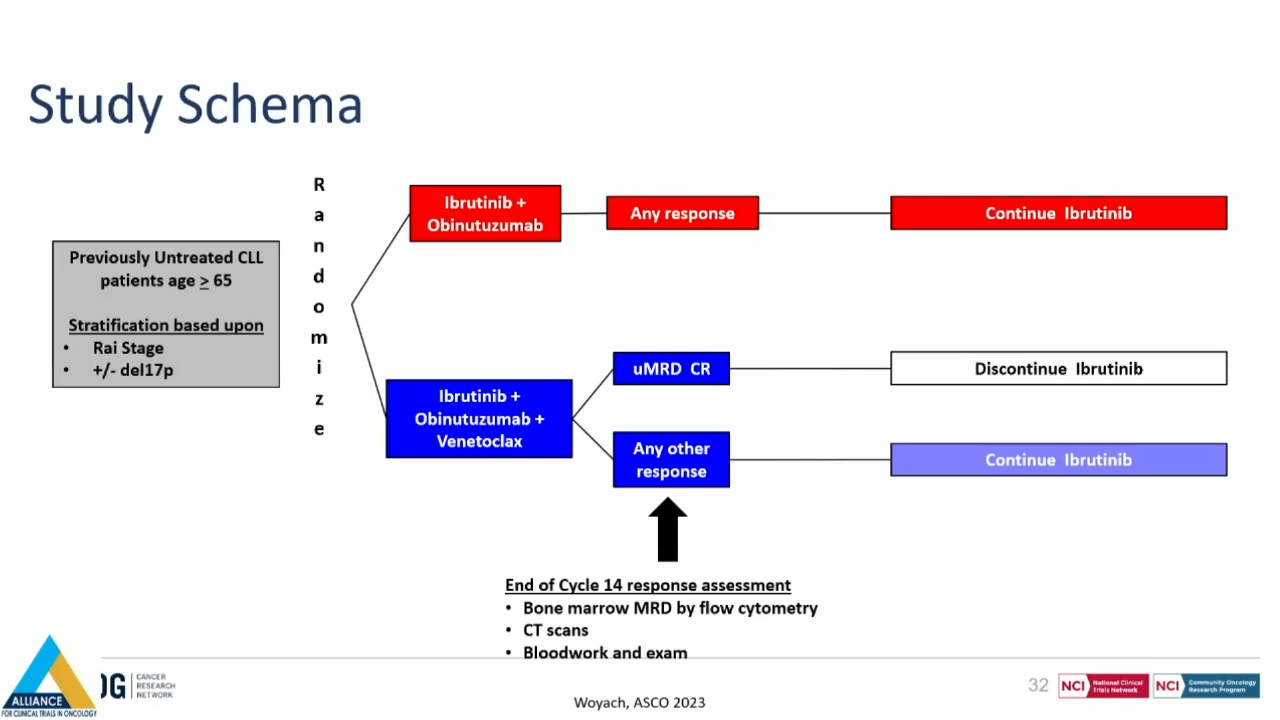 Study Schema
Previously Untreated CLL
patients age ≥ 65
Stratification based upon
• Rai Stage
• +/- del17p
R
a
n
d
o
m
i
z
e
Ibrutinib +
Obinutuzumab
Any response
Continue Ibrutinib
Ibrutinib +
Obinutuzumab +
Venetoclax
uMRD CR
Discontinue Ibrutinib
Any other
response
Continue Ibrutinib
End of Cycle 14 response assessment
• Bone marrow MRD by flow cytometry
• CT scans
• Bloodwork and exam
ALLIANCE
FOR CLINICAL TRIALS IN ONCOLOGY
OG
CANCER
RESEARCH
NETWORK
Woyach, ASCO 2023
32
NCI National Clinical
Trials Network
NCI Community Oncology
Research Program